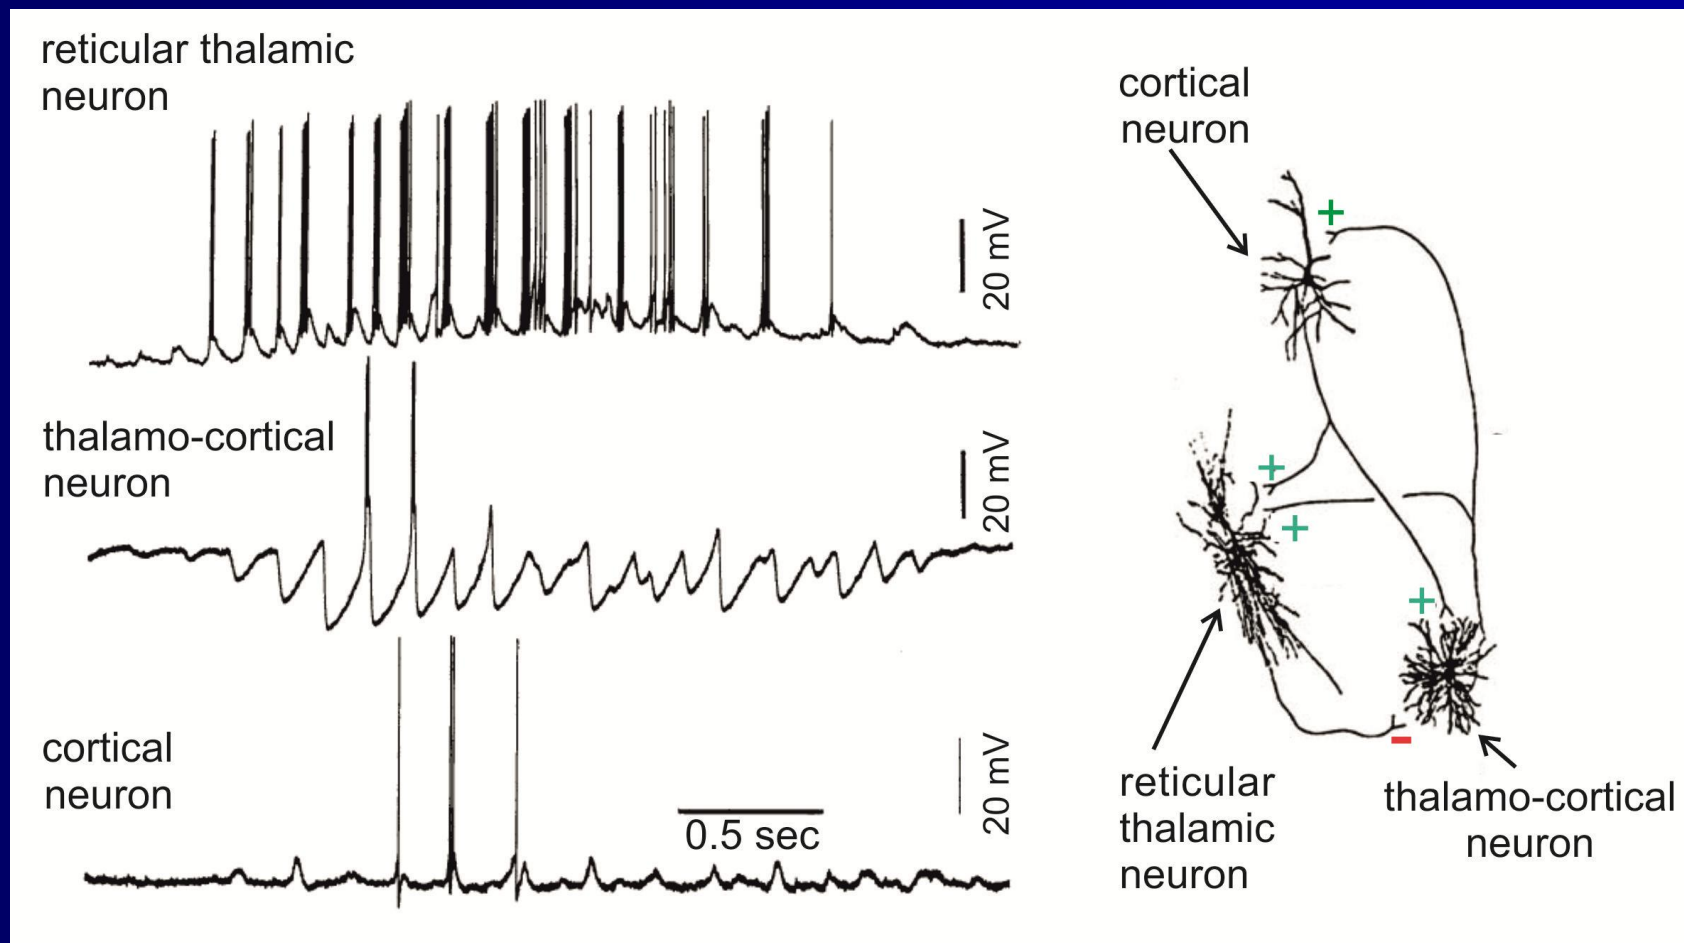 reticular thalamic
neuron
20 mV
thalamo-cortical
neuron
20 mV
cortical
neuron
20 mV
0.5 sec
cortical
neuron
+
+
+
+
-
reticular
thalamic
neuron
thalamo-cortical
neuron